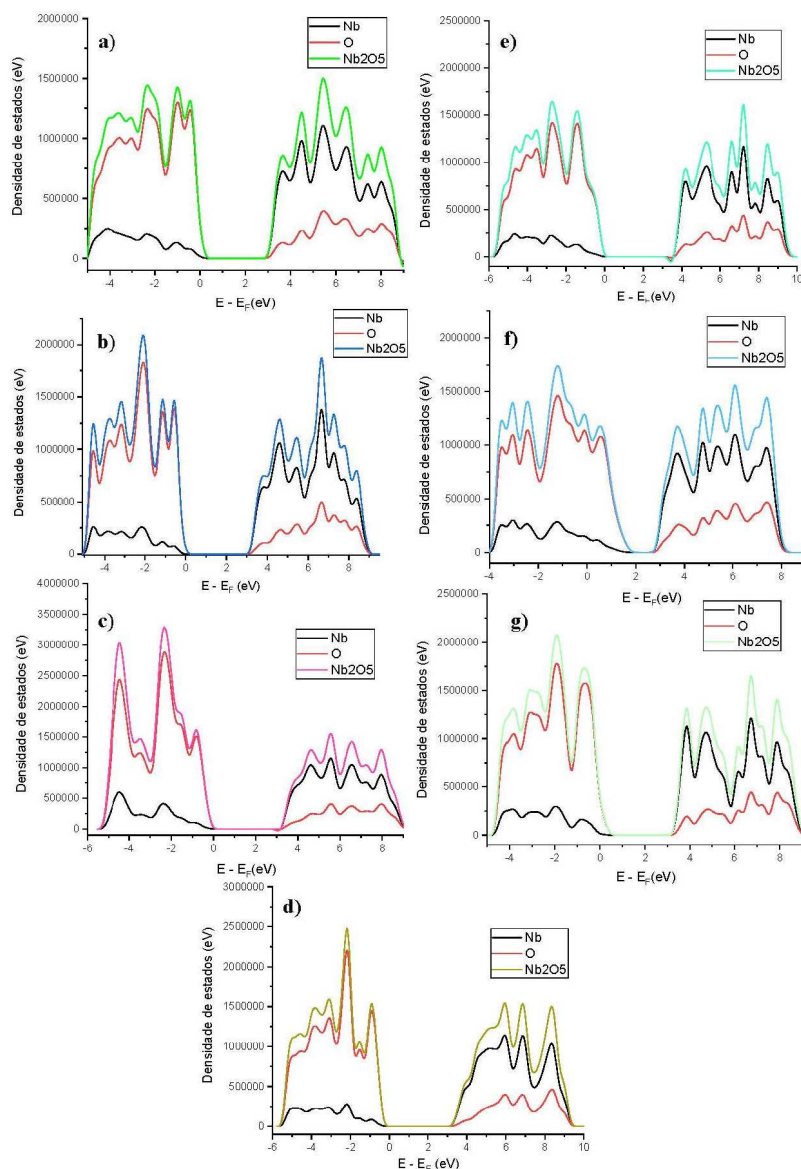 a)
Nb
O
Nb2O5
Densidade de estados (eV)
2000000
1500000
1000000
500000
0
-4 -2 0 2 4 6 8
E - EF(eV)
e)
Nb
O
Nb2O5
Densidade de estados (eV)
2500000
2000000
1500000
1000000
500000
0
-6 -4 -2 0 2 4 6 8 10
E - EF(eV)
b)
Nb
O
Nb2O5
Densidade de estados (eV)
2000000
1500000
1000000
500000
0
-4 -2 0 2 4 6 8
E - EF(eV)
f)
Nb
O
Nb2O5
Densidade de estados (eV)
2000000
1500000
1000000
500000
0
-4 -2 0 2 4 6 8
E - EF(eV)
c)
Nb
O
Nb2O5
Densidade de estados (eV)
4000000
3500000
3000000
2500000
2000000
1500000
1000000
500000
0
-6 -4 -2 0 2 4 6 8
E - EF(eV)
g)
Nb
O
Nb2O5
Densidade de estados (eV)
2500000
2000000
1500000
1000000
500000
0
-4 -2 0 2 4 6 8
E - EF(eV)
d)
Nb
O
Nb2O5
Densidade de estados (eV)
3000000
2500000
2000000
1500000
1000000
500000
0
-6 -4 -2 0 2 4 6 8 10
E - EF(eV)